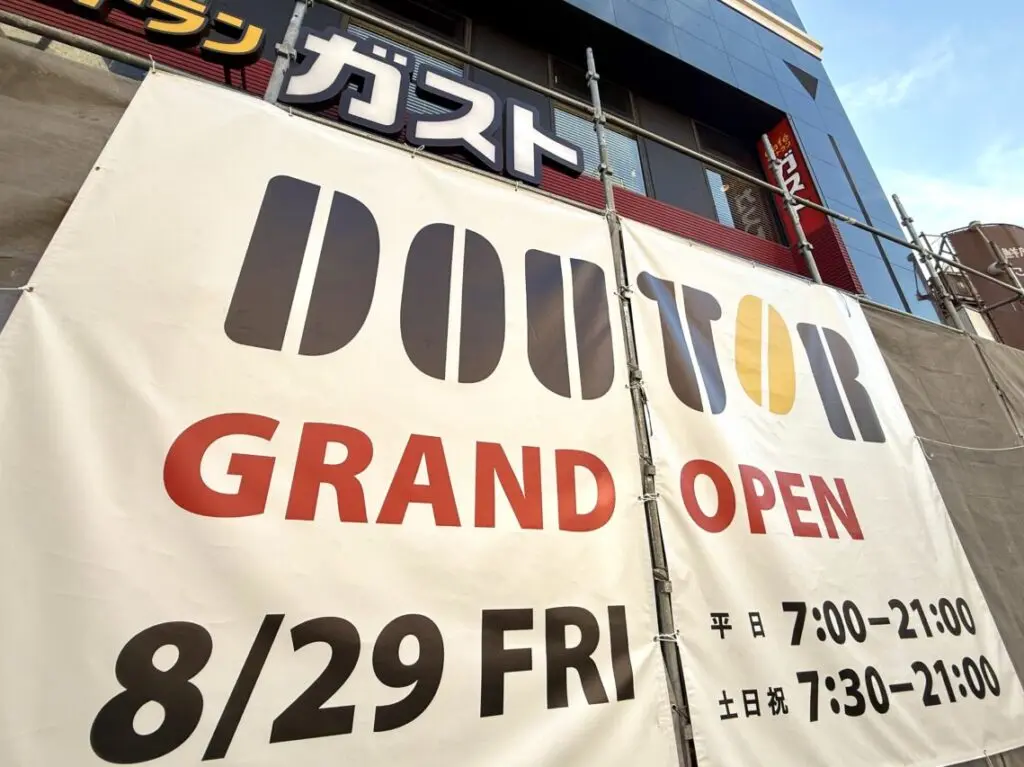 トラン
ガスト
DOUTOR
GRAND OPEN
8/29 FRI
平日 7:00−21:00
土日祝 7:30−21:00